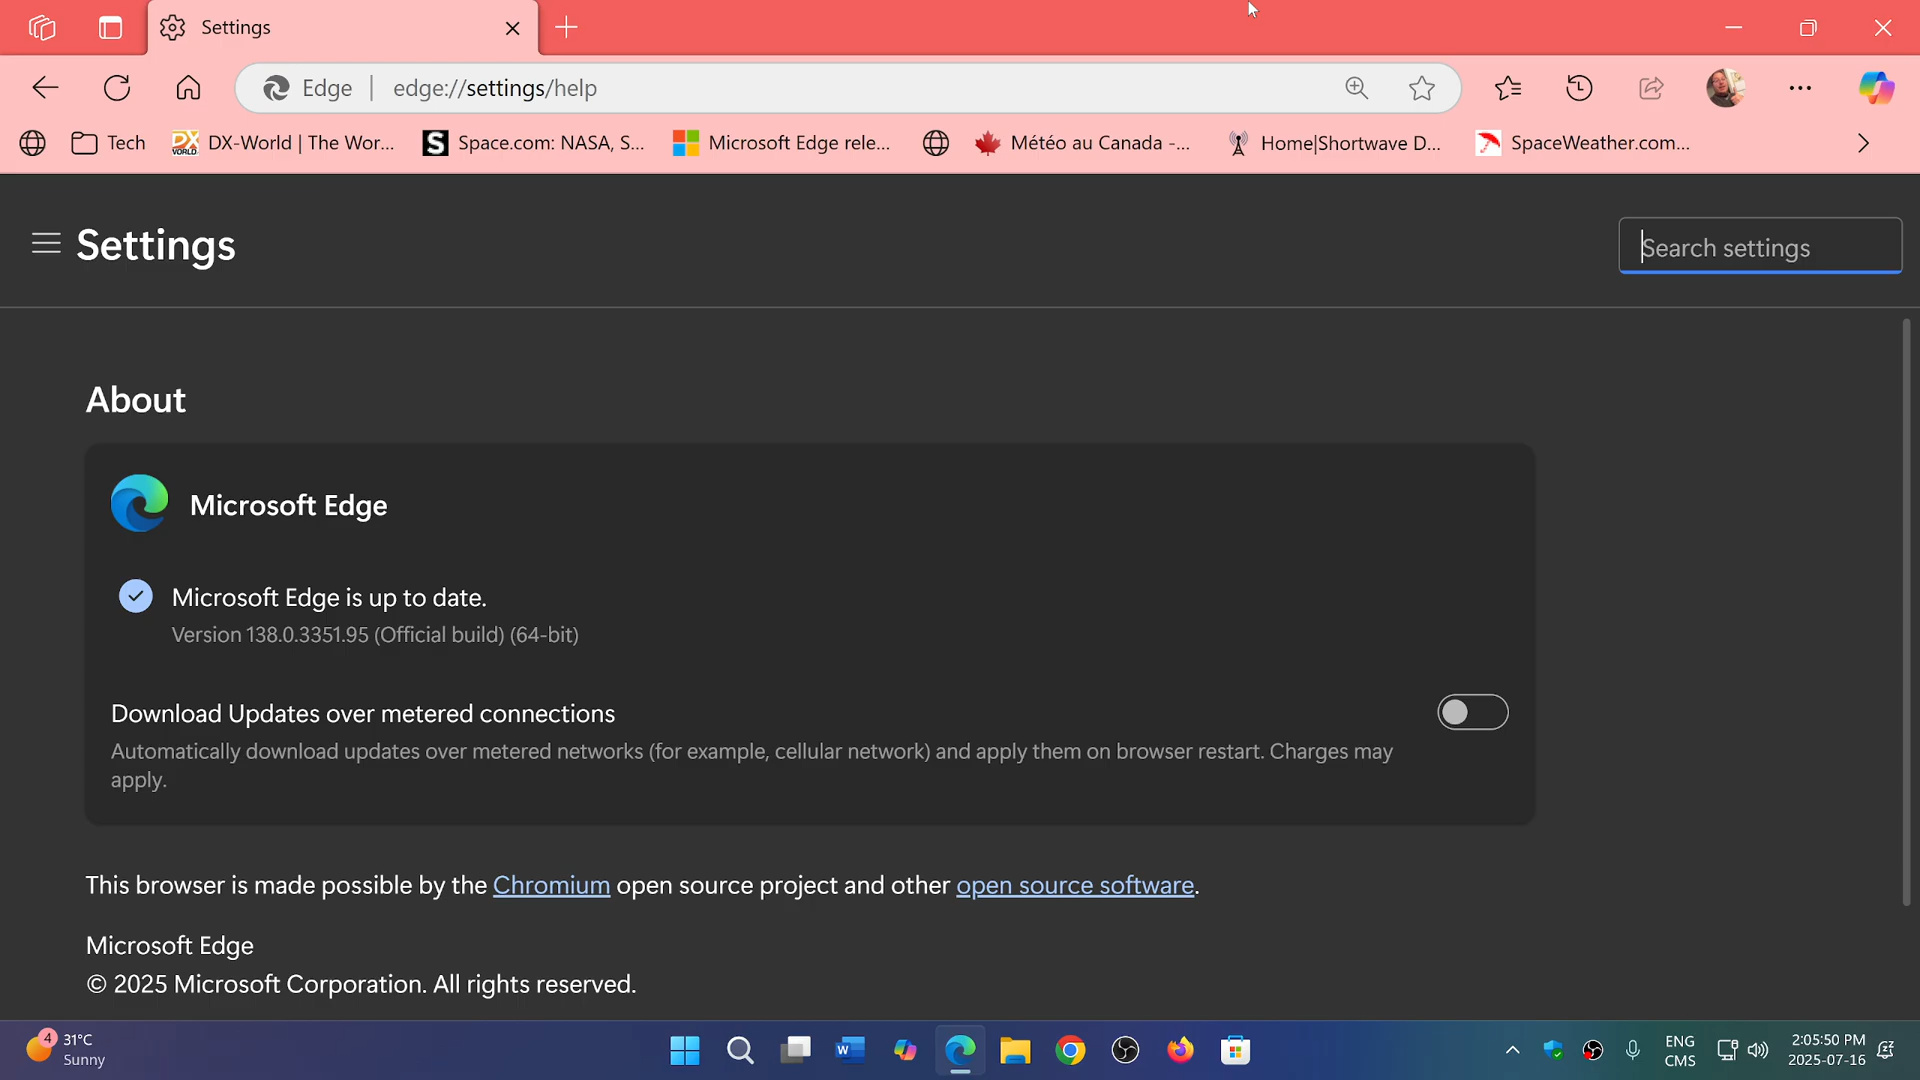 Settings
Edge
edge://settings/help
Tech
DX-World | The Wor...
Space.com: NASA, S...
Microsoft Edge rele...
Météo au Canada -...
Home|Shortwave D...
SpaceWeather.com...
Settings
Search settings
About
Microsoft Edge
Microsoft Edge is up to date.
Version 138.0.3351.95 (Official build) (64-bit)
Download Updates over metered connections
Automatically download updates over metered networks (for example, cellular network) and apply them on browser restart. Charges may
apply.
This browser is made possible by the Chromium open source project and other open source software.
Microsoft Edge
© 2025 Microsoft Corporation. All rights reserved.
4
31°C
Sunny
ENG
CMS
2:05:50 PM
2025-07-16